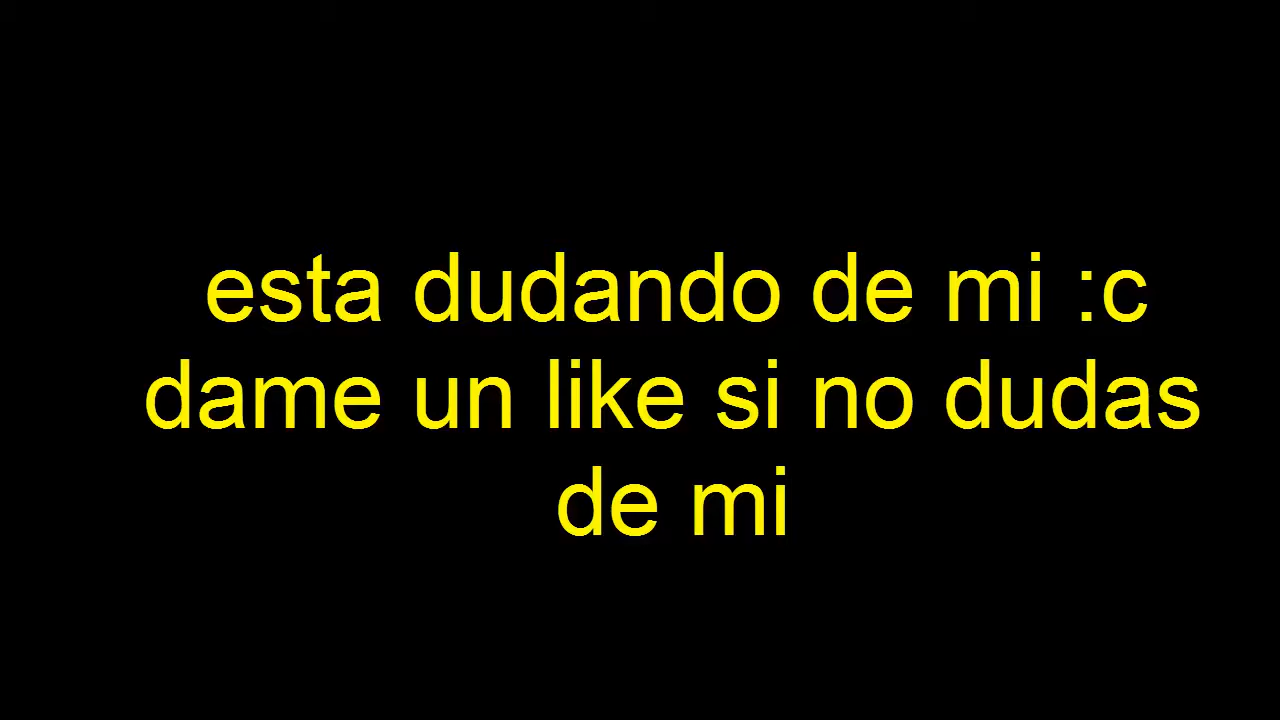 esta dudando de mi :c
dame un like si no dudas
de mi